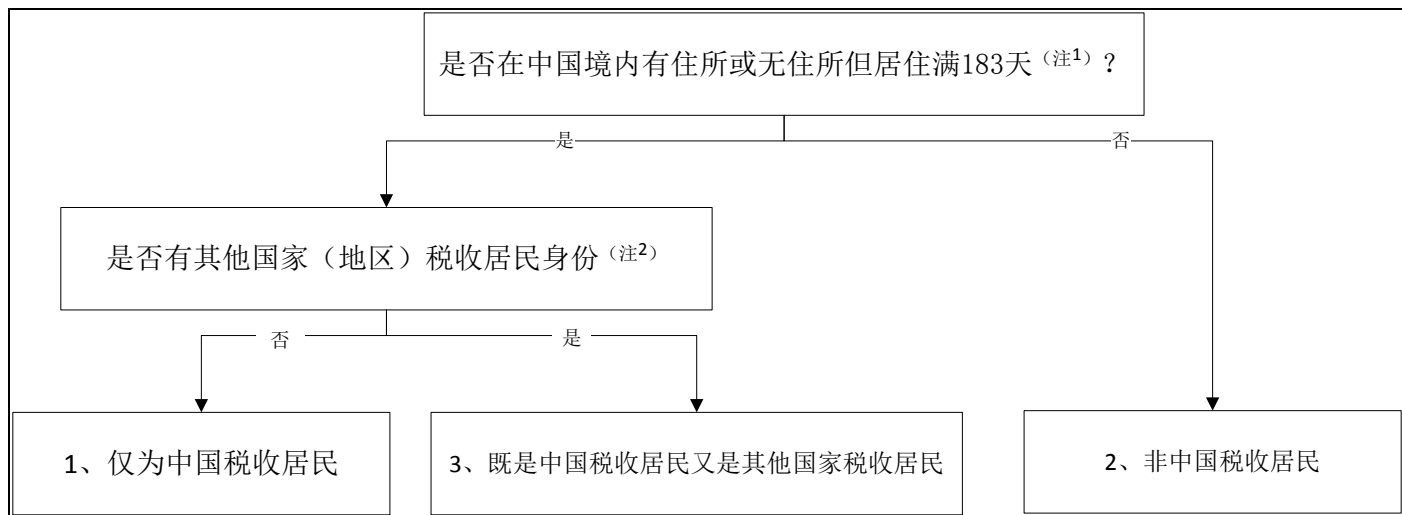 是否在中国境内有住所或无住所但居住满183天（注1）？
是
否
是否有其他国家（地区）税收居民身份（注2）
否
是
1、仅为中国税收居民
3、既是中国税收居民又是其他国家税收居民
2、非中国税收居民